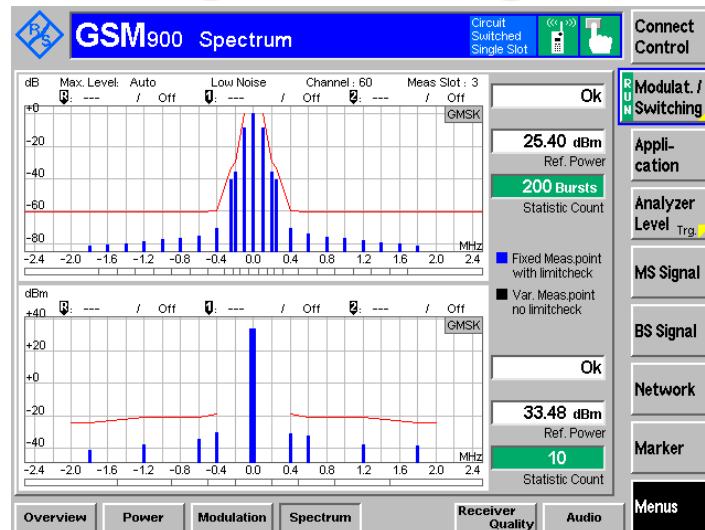 R/S GSM900 Spectrum
Circuit
Switched
Single Slot
Connect
Control
RUN
Modulat. /
Switching
Appli-
cation
Analyzer
Level Trg.
MS Signal
BS Signal
Network
Marker
Menus
dB Max. Level: Auto Low Noise Channel : 60 Meas Slot : 3
R: --- / Off 1: --- / Off 2: --- / Off
GMSK
+0
-20
-40
-60
-80
MHz
-2.4 -2.0 -1.6 -1.2 -0.8 -0.4 0.0 0.4 0.8 1.2 1.6 2.0 2.4
Ok
25.40 dBm
Ref. Power
200 Bursts
Statistic Count
Fixed Meas.point
with limitcheck
Var. Meas.point
no limitcheck
dBm
R: --- / Off 1: --- / Off 2: --- / Off
GMSK
+40
+20
+0
-20
-40
MHz
-2.4 -2.0 -1.6 -1.2 -0.8 -0.4 0.0 0.4 0.8 1.2 1.6 2.0 2.4
Ok
33.48 dBm
Ref. Power
10
Statistic Count
Overview Power Modulation Spectrum Receiver Quality Audio